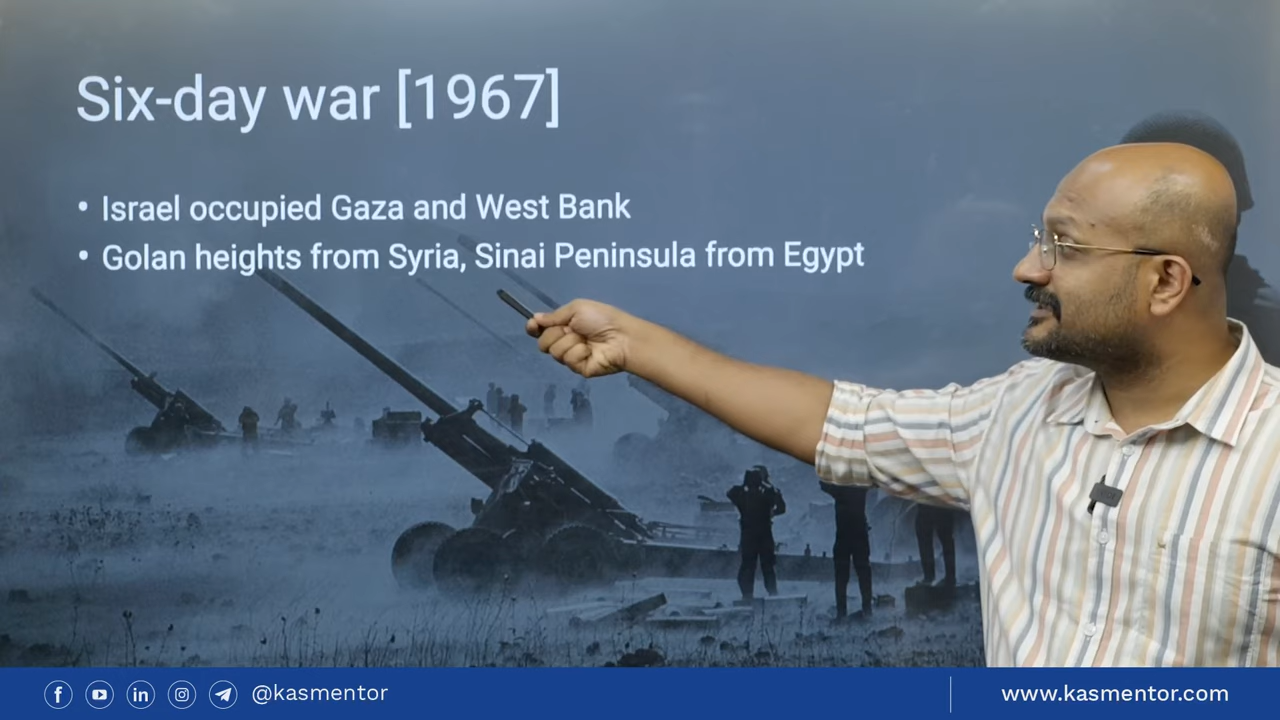 Six-day war [1967]
• Israel occupied Gaza and West Bank
• Golan heights from Syria, Sinai Peninsula from Egypt
@kasmentor
www.kasmentor.com